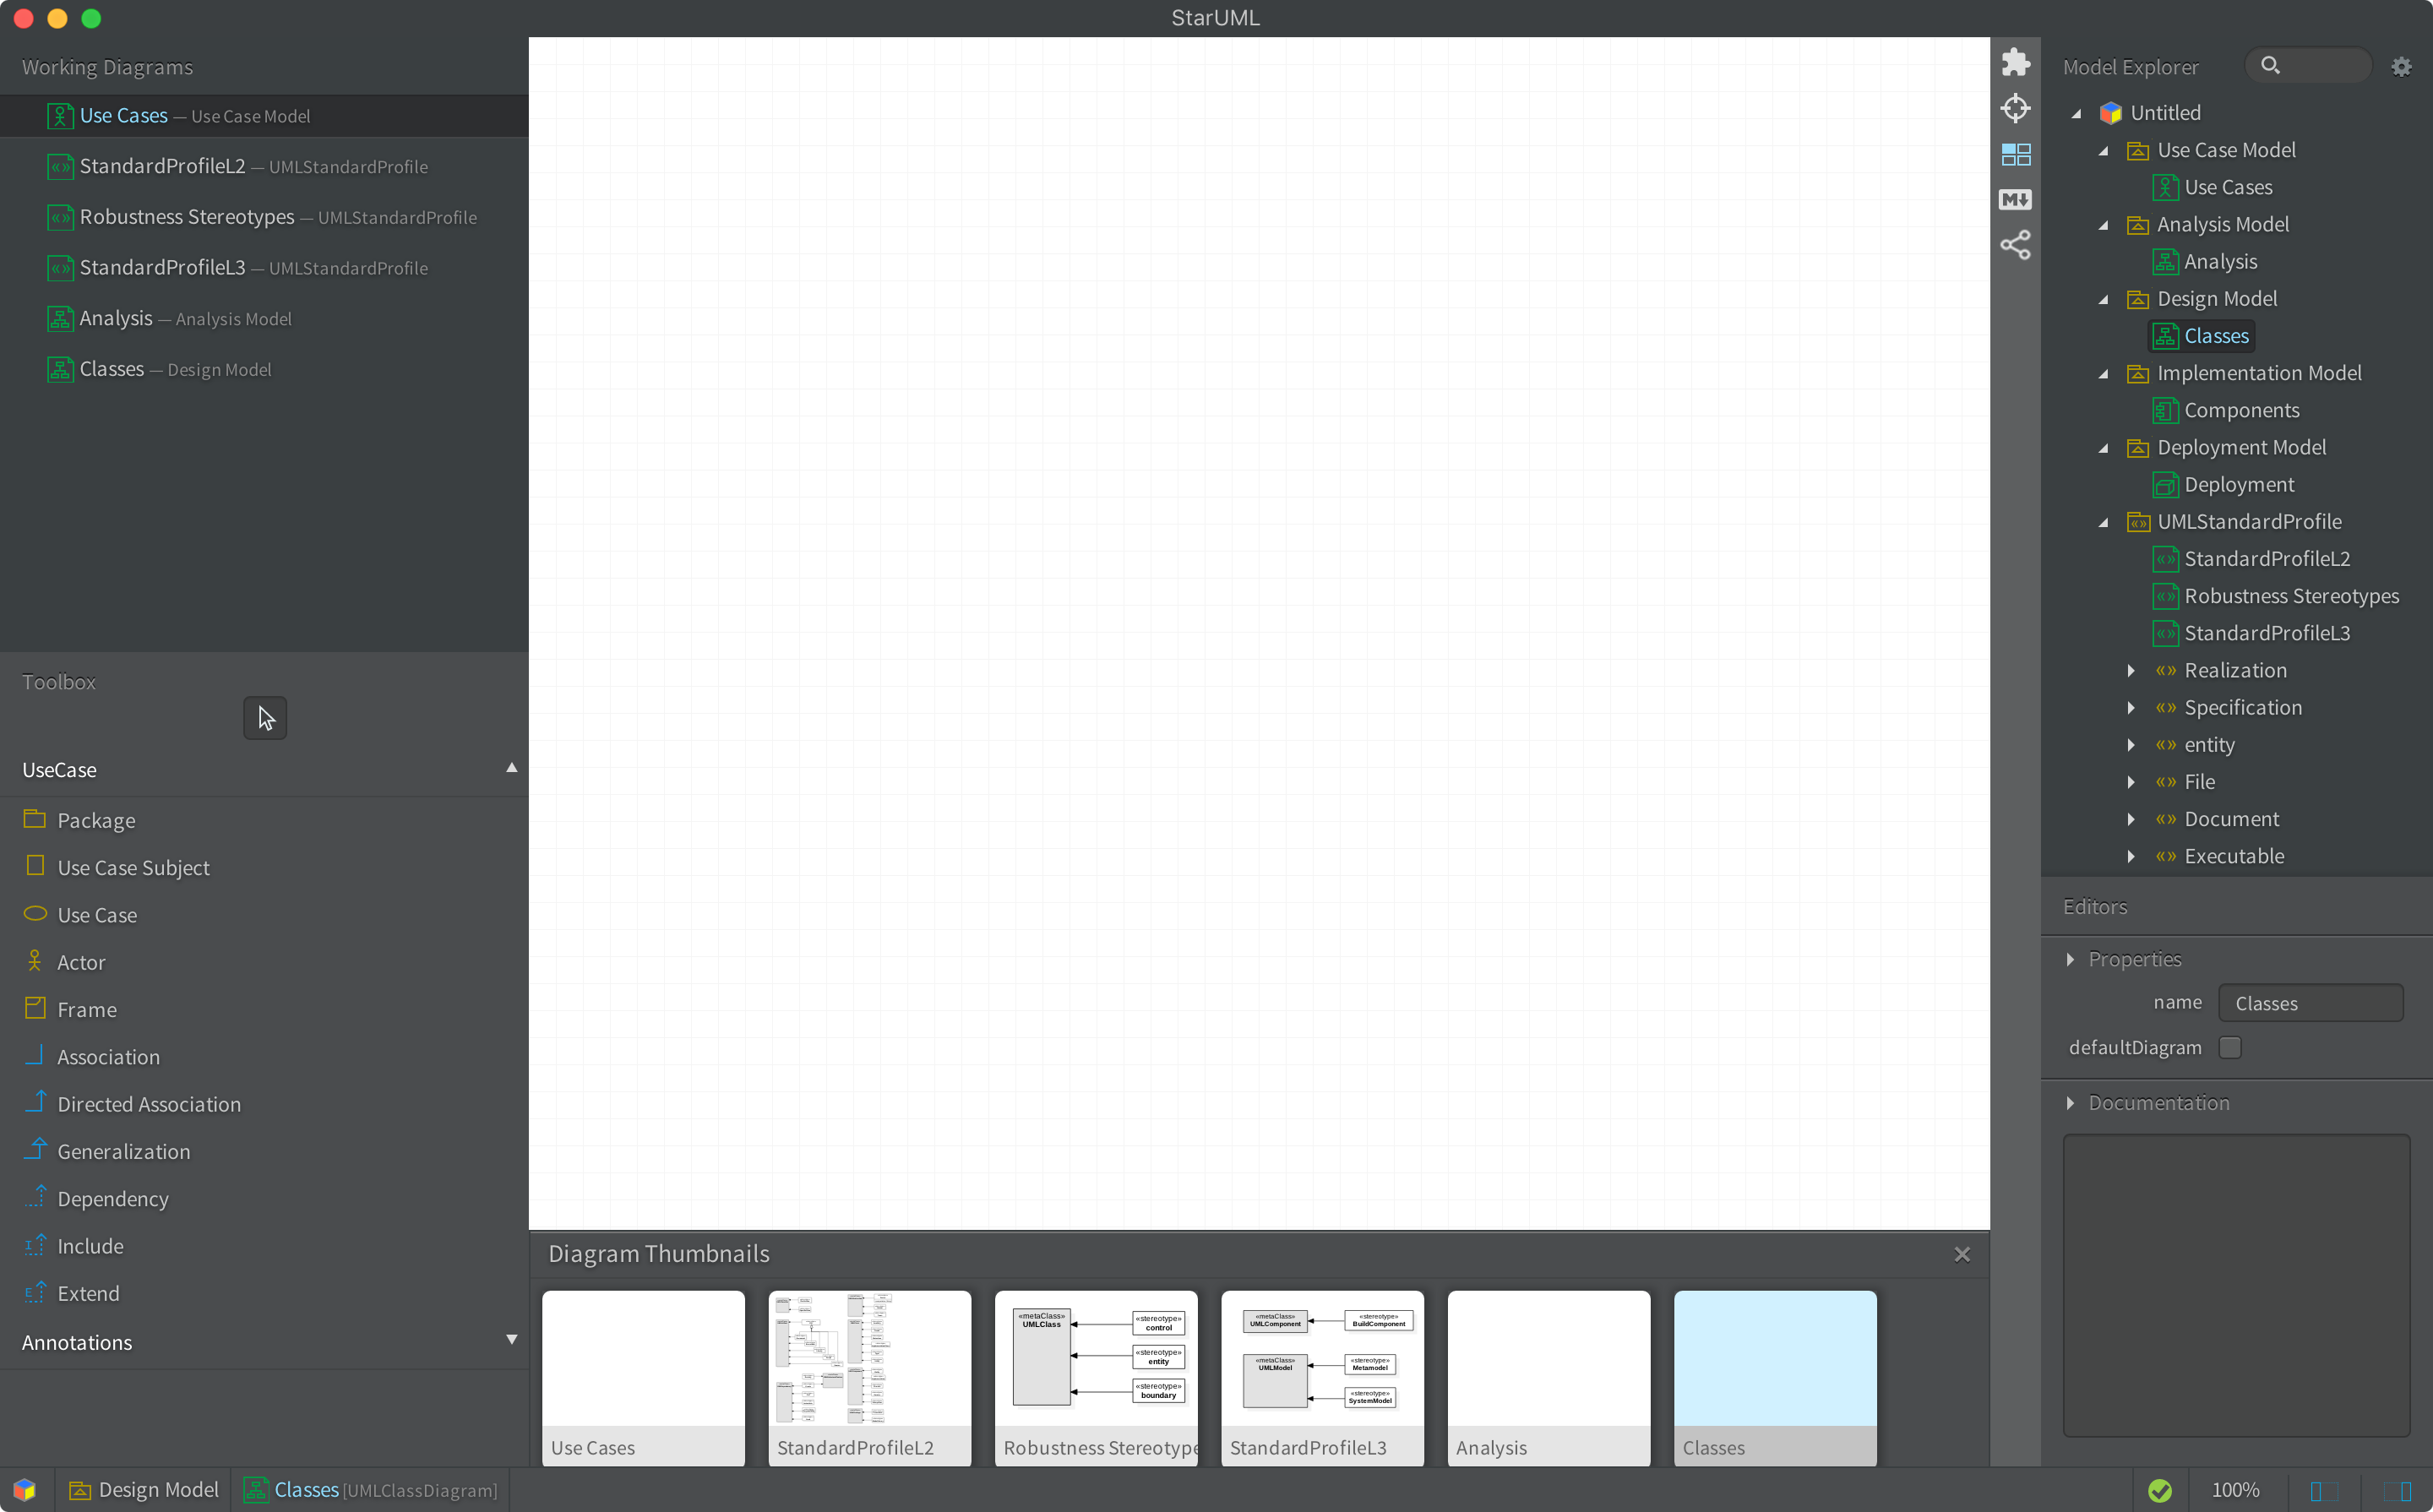 StarUML
Working Diagrams
Use Cases — Use Case Model
StandardProfileL2 — UMLStandardProfile
Robustness Stereotypes — UMLStandardProfile
StandardProfileL3 — UMLStandardProfile
Analysis — Analysis Model
Classes — Design Model
Toolbox
UseCase
Package
Use Case Subject
Use Case
Actor
Frame
Association
Directed Association
Generalization
Dependency
Include
Extend
Annotations
Diagram Thumbnails
«metaClass»
UMLClass
«stereotype»
control
«stereotype»
entity
«stereotype»
boundary
«metaClass»
UMLComponent
«stereotype»
BuildComponent
«metaClass»
UMLModel
«stereotype»
Metamodel
«stereotype»
SystemModel
Use Cases
StandardProfileL2
Robustness Stereotype
StandardProfileL3
Analysis
Classes
Model Explorer
Untitled
Use Case Model
Use Cases
Analysis Model
Analysis
Design Model
Classes
Implementation Model
Components
Deployment Model
Deployment
UMLStandardProfile
StandardProfileL2
Robustness Stereotypes
StandardProfileL3
«» Realization
«» Specification
«» entity
«» File
«» Document
«» Executable
Editors
Properties
name Classes
defaultDiagram
Documentation
Design Model
Classes [UMLClassDiagram]
100%